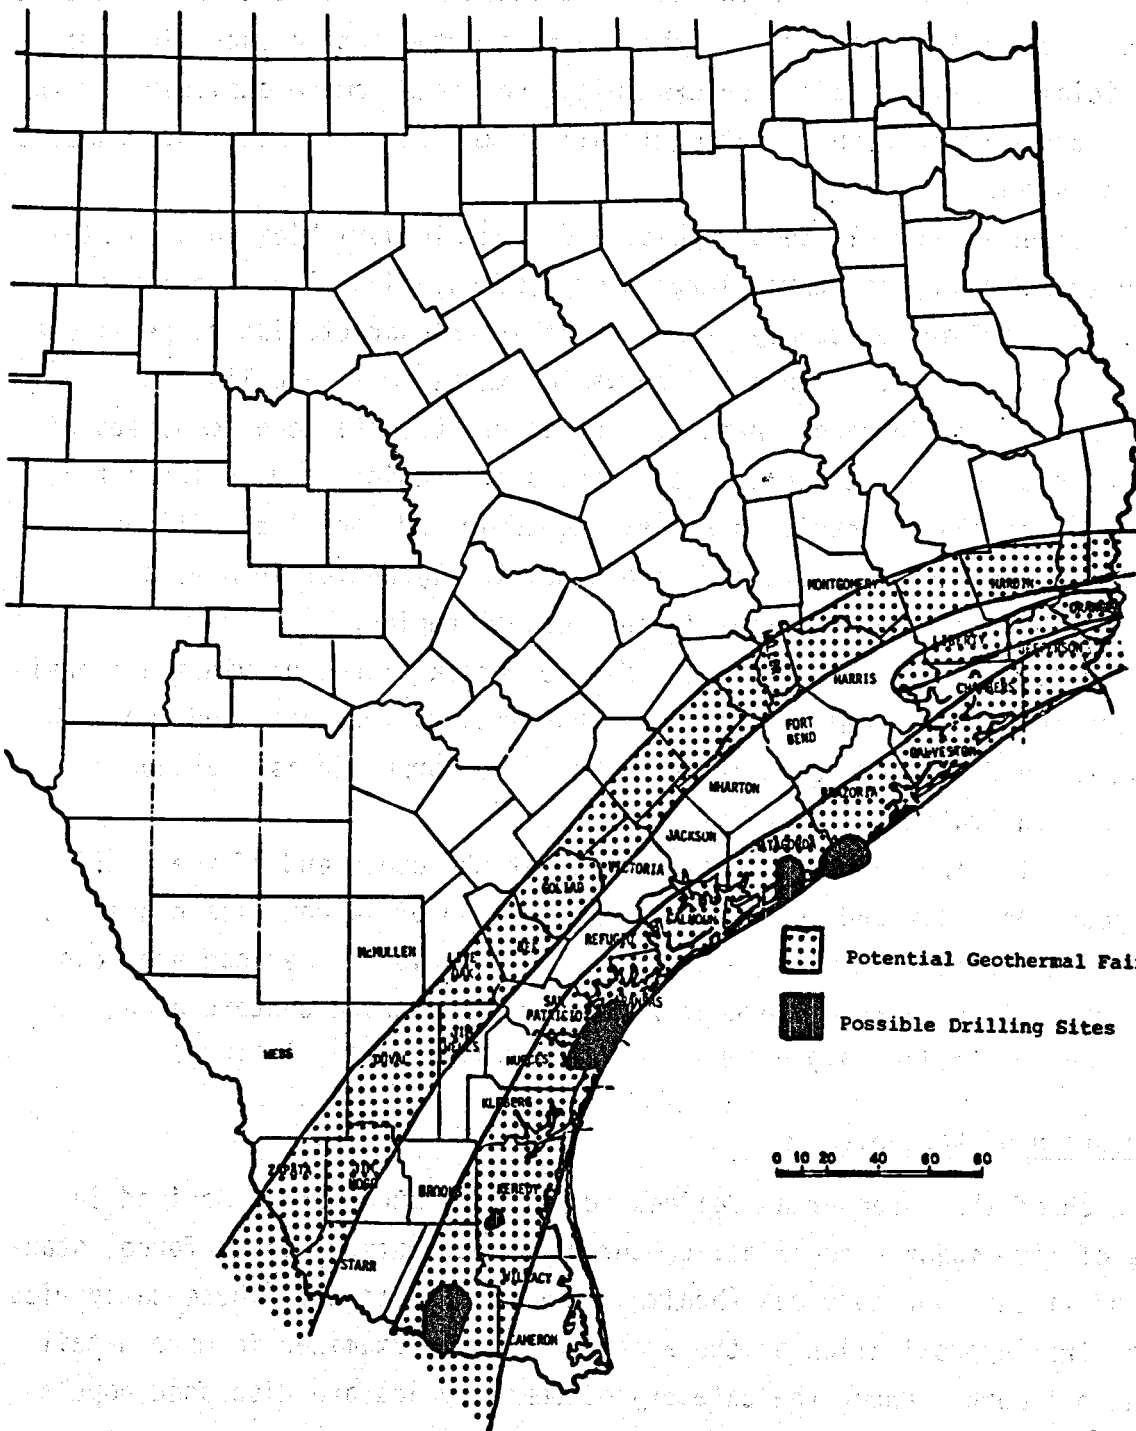 MONTGOMERY
HARDIN
ORANGE
LIBERTY
JEFFERSON
HARRIS
CHAMBERS
FORT
BEND
GALVESTON
WHARTON
BRAZORIA
JACKSON
VICTORIA
GOLIAD
CALHOUN
REFUGIO
BEE
McMULLEN
LIVE
OAK
Potential Geothermal Fai
SAN
PATRICIO
ARANSAS
Possible Drilling Sites
WEBB
DUVAL
JIM
WELLS
NUECES
KLEBERG
ZAPATA
JIM
HOGG
BROOKS
KENEDY
0 10 20 40 60 80
STARR
WILLACY
CAMERON